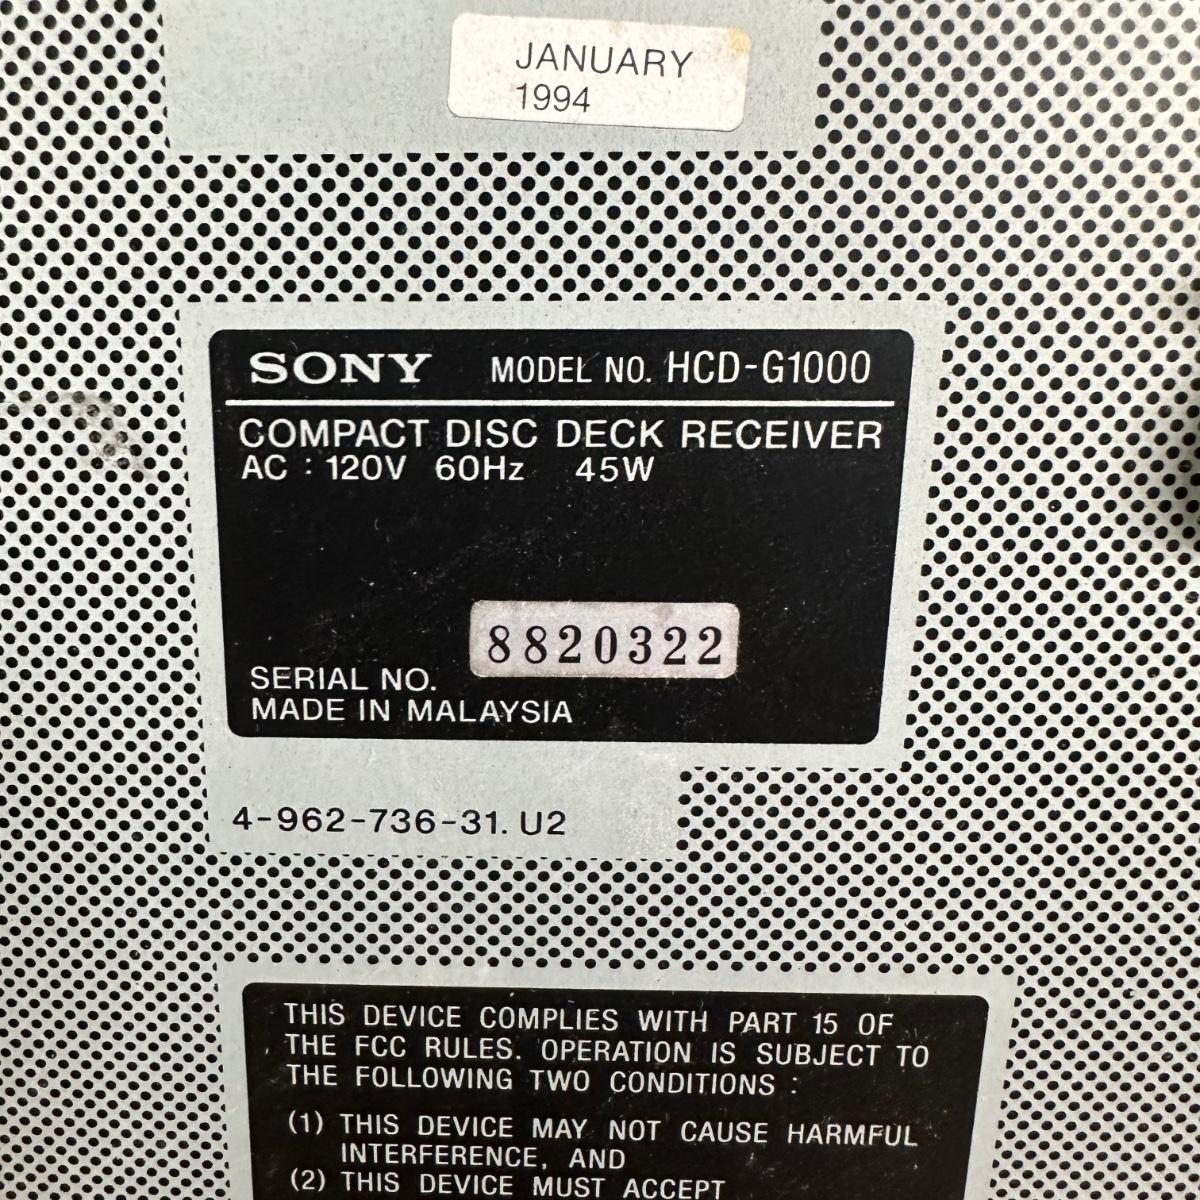 JANUARY
1994
SONY MODEL NO. HCD-G1000
COMPACT DISC DECK RECEIVER
AC : 120V 60Hz 45W
8820322
SERIAL NO.
MADE IN MALAYSIA
4-962-736-31. U2
THIS DEVICE COMPLIES WITH PART 15 OF
THE FCC RULES. OPERATION IS SUBJECT TO
THE FOLLOWING TWO CONDITIONS :
(1) THIS DEVICE MAY NOT CAUSE HARMFUL
INTERFERENCE, AND
(2) THIS DEVICE MUST ACCEPT